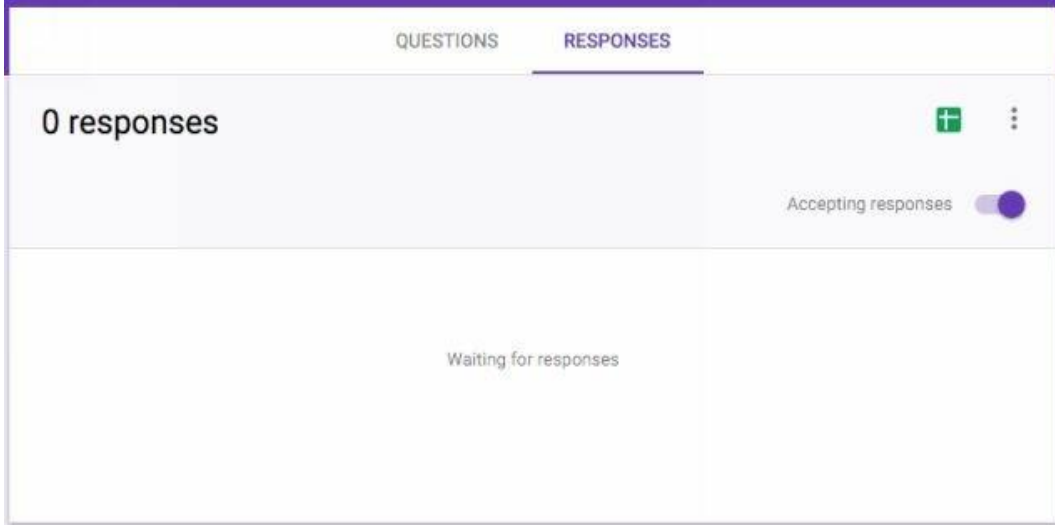 QUESTIONS RESPONSES
0 responses
Accepting responses
Waiting for responses